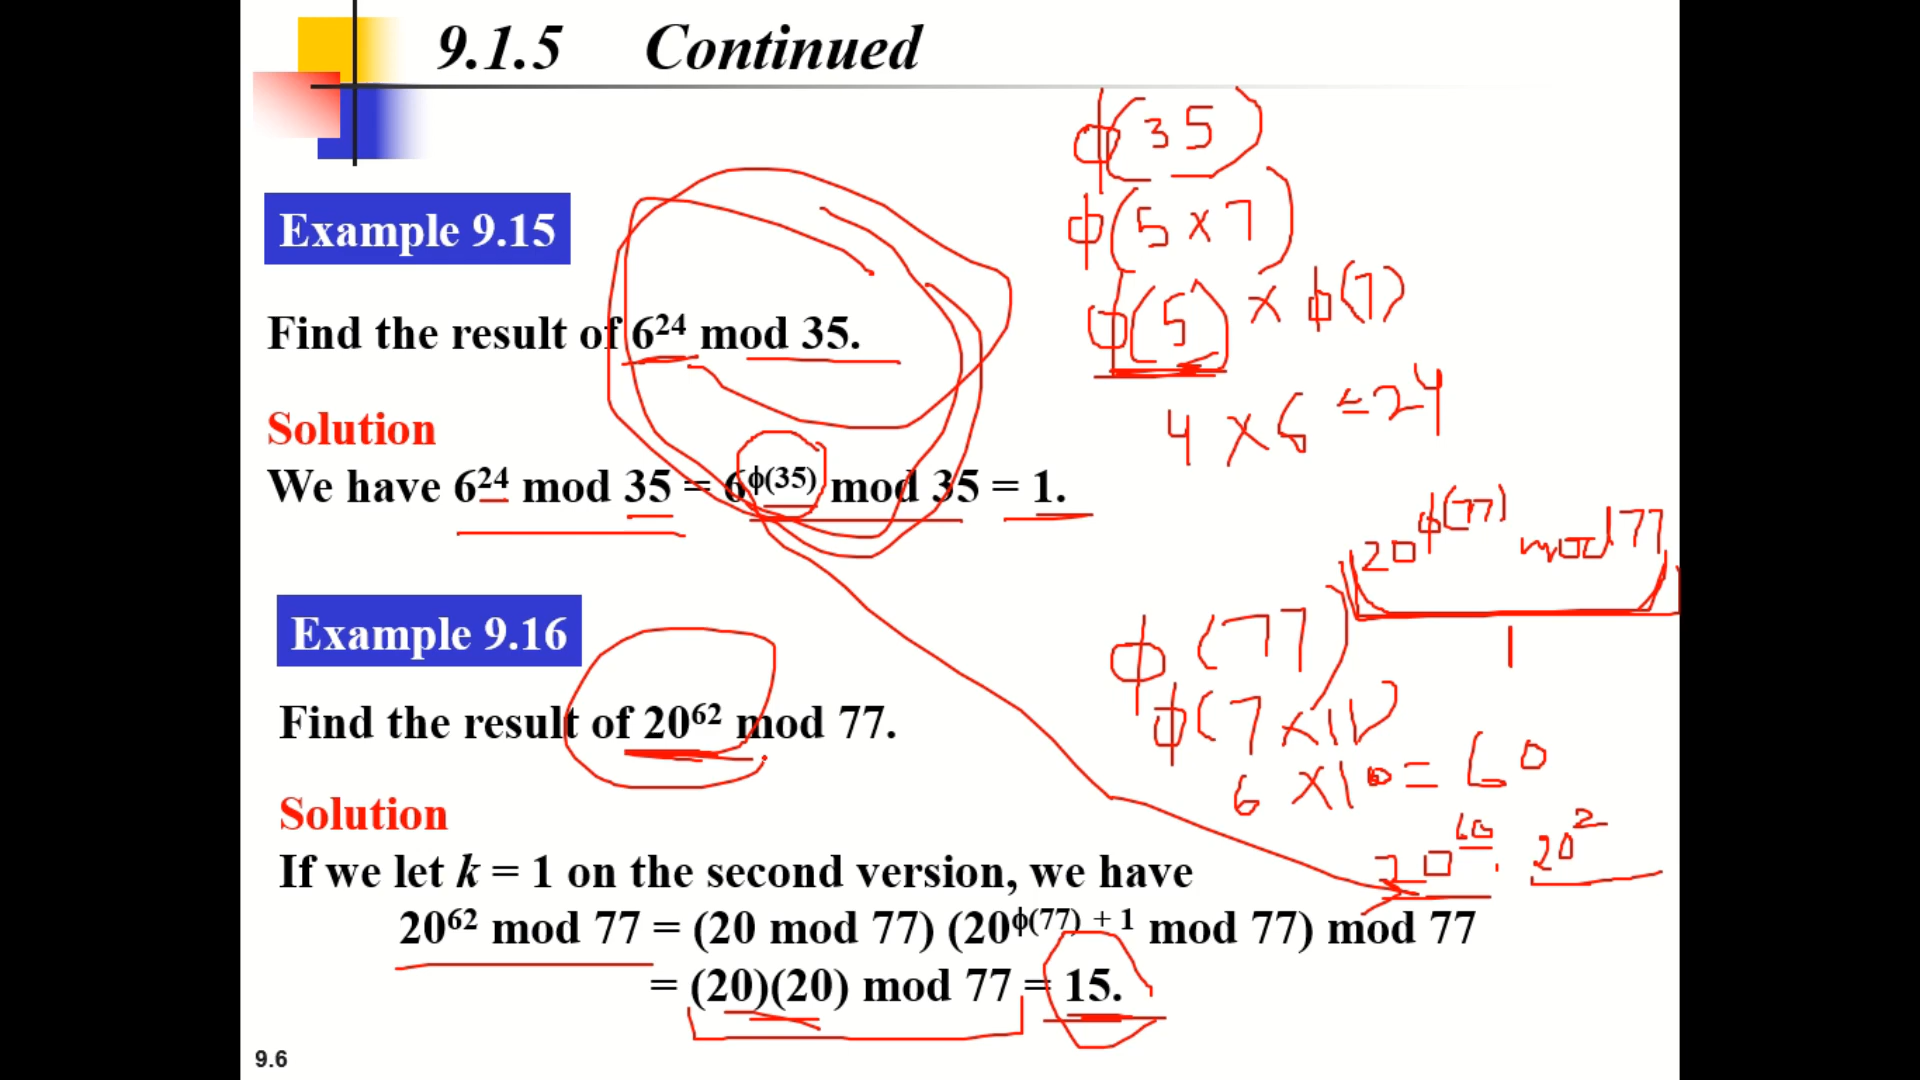 9.1.5 Continued
Example 9.15
Find the result of 6²⁴ mod 35.
Solution
We have 6²⁴ mod 35 = 6^ϕ(35) mod 35 = 1.
Example 9.16
Find the result of 20⁶² mod 77.
Solution
If we let k = 1 on the second version, we have
20⁶² mod 77 = (20 mod 77) (20^ϕ(77) + 1 mod 77) mod 77
= (20)(20) mod 77 = 15.
9.6
ϕ(35)
ϕ(5 x 7)
ϕ(5) x ϕ(7)
4 x 6 = 24
20^ϕ(77) mod 77
1
ϕ(77)
ϕ(7 x 11)
6 x 10 = 60
20⁶⁰ . 20²